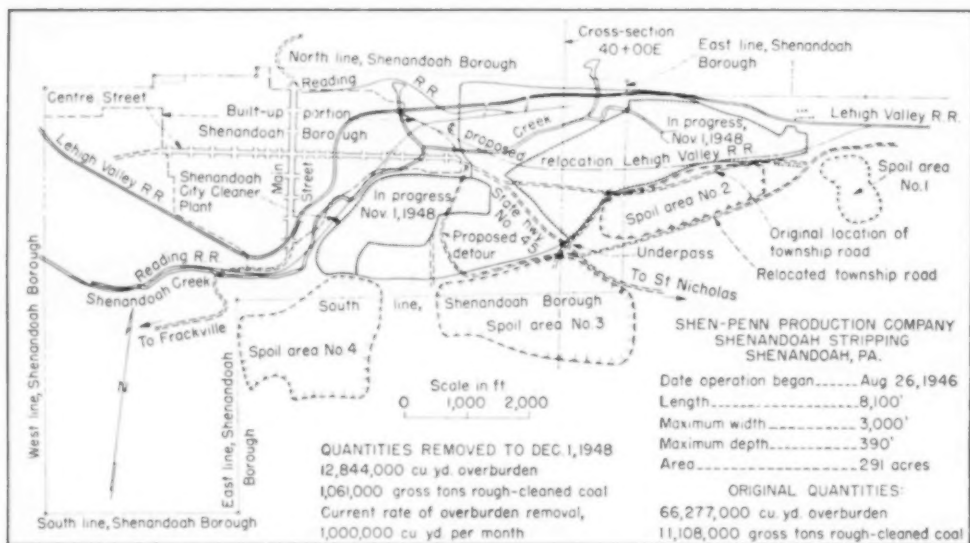 Cross-section
40+00E
North line, Shenandoah Borough
East line, Shenandoah
Borough
Reading R.R.
Centre Street
Built-up portion
Shenandoah Borough
Creek
In progress,
Nov. 1, 1948
Lehigh Valley R.R.
Proposed relocation Lehigh Valley R.R.
Lehigh Valley R.R.
Shenandoah
City Cleaner
Plant
Main Street
In progress
Nov. 1, 1948
State hwy. No. 45
Spoil area
No. 1
Spoil area No. 2
Proposed
detour
Original location of
township road
Underpass
Relocated township road
Reading R.R.
Shenandoah Creek
To St Nicholas
To Frackville
South line, Shenandoah Borough
Spoil area No. 3
Spoil area No. 4
West line, Shenandoah Borough
East line, Shenandoah
Borough
N
South line, Shenandoah Borough
Scale in ft
0 1,000 2,000
QUANTITIES REMOVED TO DEC. 1, 1948
12,844,000 cu. yd. overburden
1,061,000 gross tons rough-cleaned coal
Current rate of overburden removal,
1,000,000 cu. yd. per month
SHEN-PENN PRODUCTION COMPANY
SHENANDOAH STRIPPING
SHENANDOAH, PA.
Date operation began Aug 26, 1946
Length 8,100'
Maximum width 3,000'
Maximum depth 390'
Area 291 acres
ORIGINAL QUANTITIES:
66,277,000 cu. yd. overburden
11,108,000 gross tons rough-cleaned coal